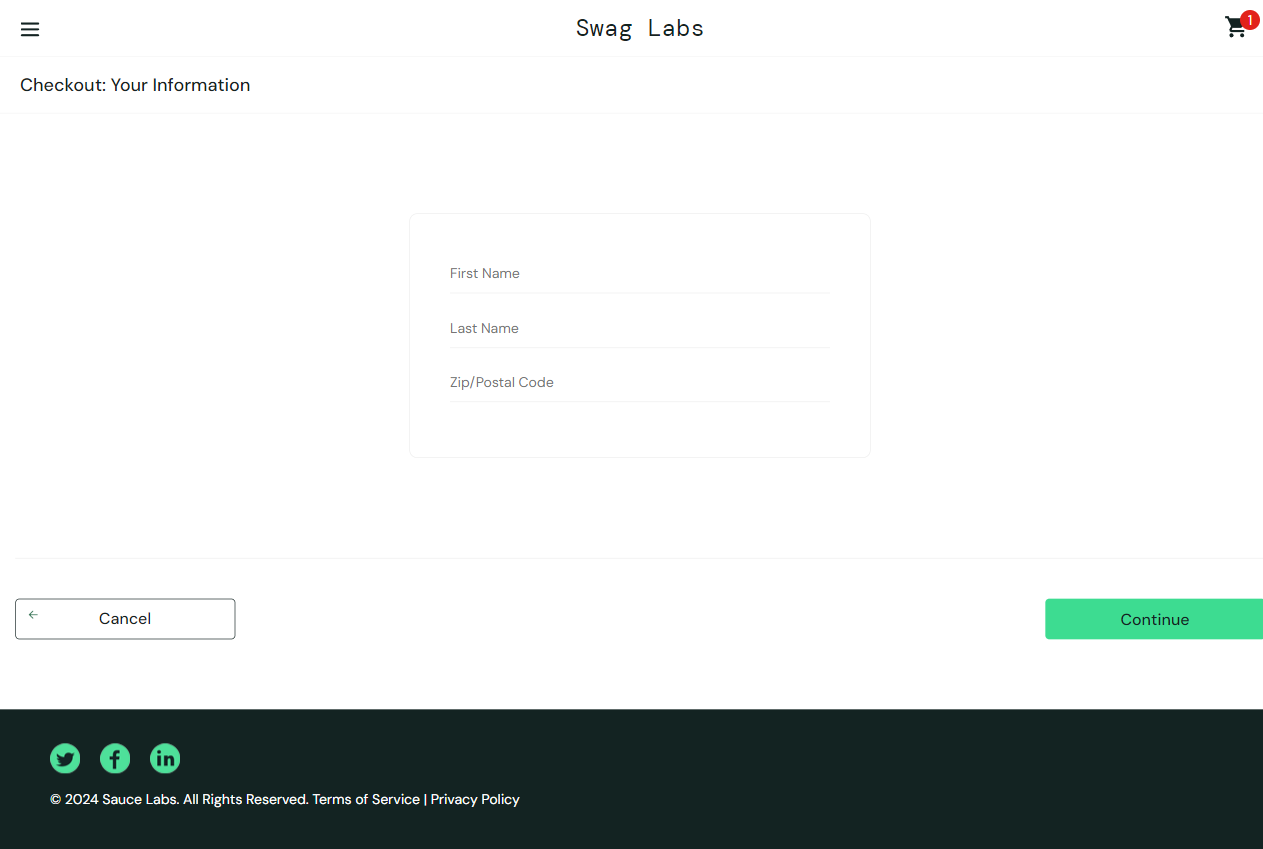 Swag Labs
1
Checkout: Your Information
First Name
Last Name
Zip/Postal Code
Cancel
Continue
© 2024 Sauce Labs. All Rights Reserved. Terms of Service | Privacy Policy